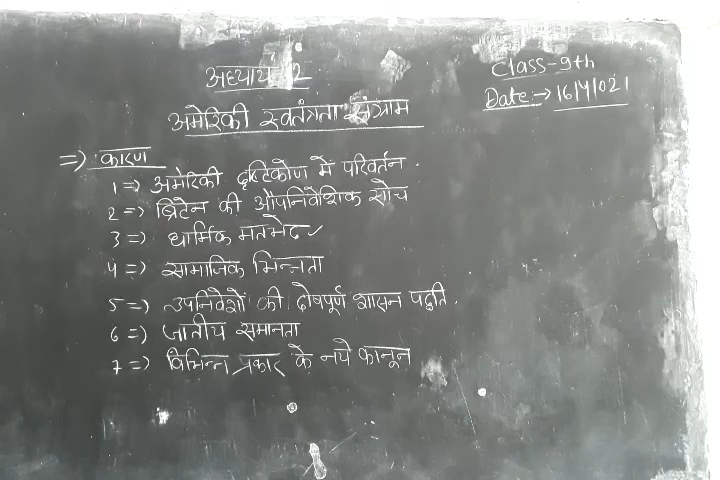 अध्याय 2
Class-9th
Date:→ 16/4/021
अमेरिकी स्वतंत्रता संग्राम
=> कारण
1 => अमेरिकी दृष्टिकोण में परिवर्तन.
2 => ब्रिटेन की औपनिवेशिक सोच
3 => धार्मिक मतभेद✓
4 => सामाजिक भिन्नता
5 => उपनिवेशों की दोषपूर्ण शासन पद्धति.
6 => जातीय समानता
7 => विभिन्न प्रकार के नये कानून